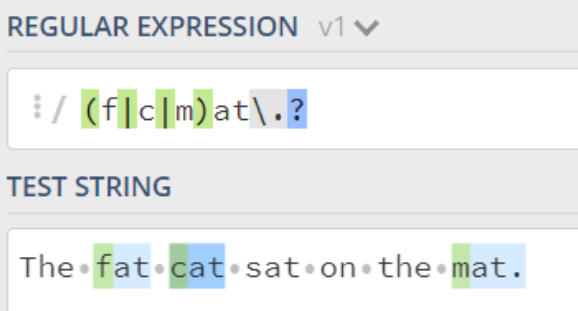 REGULAR EXPRESSION v1
/ (f|c|m)at\.?
TEST STRING
The·fat·cat·sat·on·the·mat.